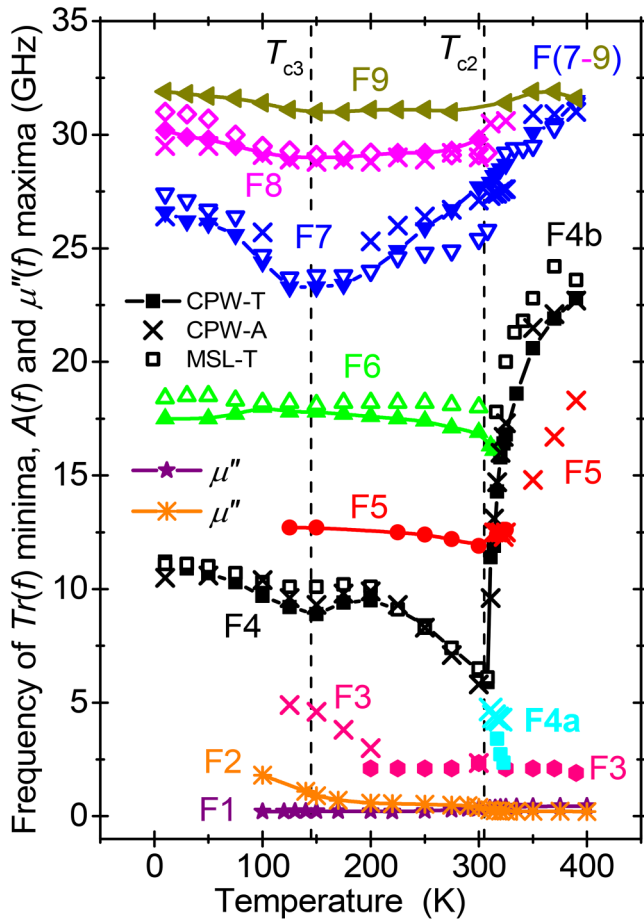 Frequency of Tr(f) minima, A(f) and μ″(f) maxima (GHz)
35
30
25
20
15
10
5
0
T c3
T c2
F9
F(7-9)
F8
F7
F4b
CPW-T
CPW-A
MSL-T
F6
μ″
μ″
F5
F5
F4
F3
F4a
F2
F3
F1
0 100 200 300 400
Temperature (K)